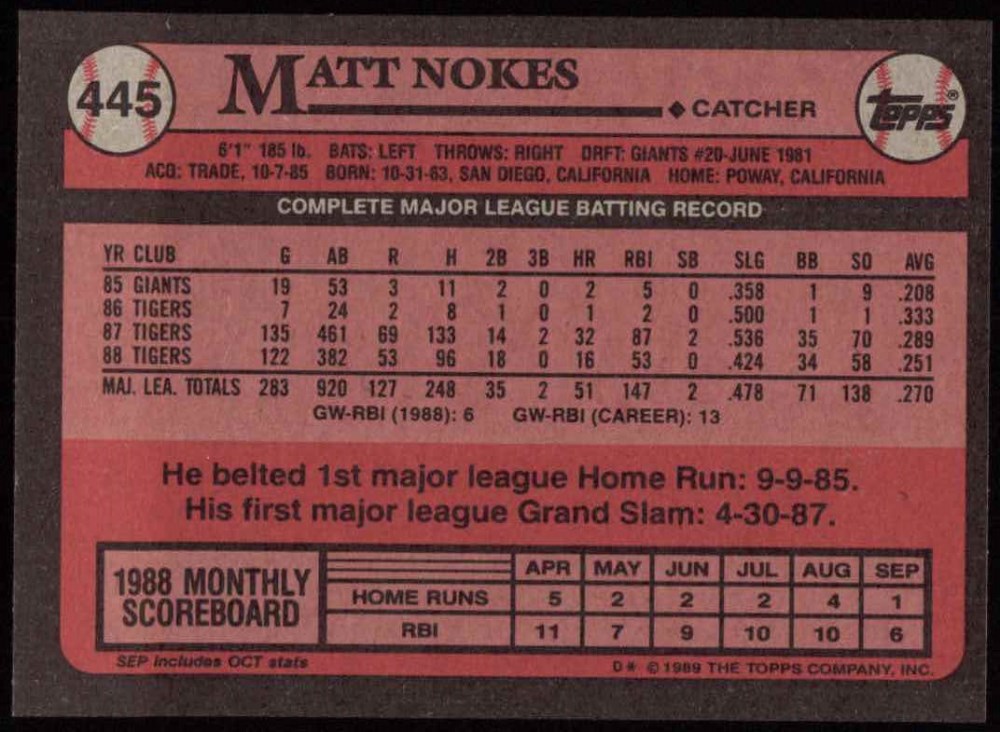 445
MATT NOKES
◆ CATCHER
TOPPS®
6'1" 185 lb. BATS: LEFT THROWS: RIGHT DRFT: GIANTS #20-JUNE 1981
ACQ: TRADE, 10-7-85 BORN: 10-31-63, SAN DIEGO, CALIFORNIA HOME: POWAY, CALIFORNIA
COMPLETE MAJOR LEAGUE BATTING RECORD
YR CLUB G AB R H 2B 3B HR RBI SB SLG BB SO AVG
85 GIANTS 19 53 3 11 2 0 2 5 0 .358 1 9 .208
86 TIGERS 7 24 2 8 1 0 1 2 0 .500 1 1 .333
87 TIGERS 135 461 69 133 14 2 32 87 2 .536 35 70 .289
88 TIGERS 122 382 53 96 18 0 16 53 0 .424 34 58 .251
MAJ. LEA. TOTALS 283 920 127 248 35 2 51 147 2 .478 71 138 .270
GW-RBI (1988): 6 GW-RBI (CAREER): 13
He belted 1st major league Home Run: 9-9-85.
His first major league Grand Slam: 4-30-87.
1988 MONTHLY SCOREBOARD
APR MAY JUN JUL AUG SEP
HOME RUNS 5 2 2 2 4 1
RBI 11 7 9 10 10 6
SEP includes OCT stats
D* ©1989 THE TOPPS COMPANY, INC.